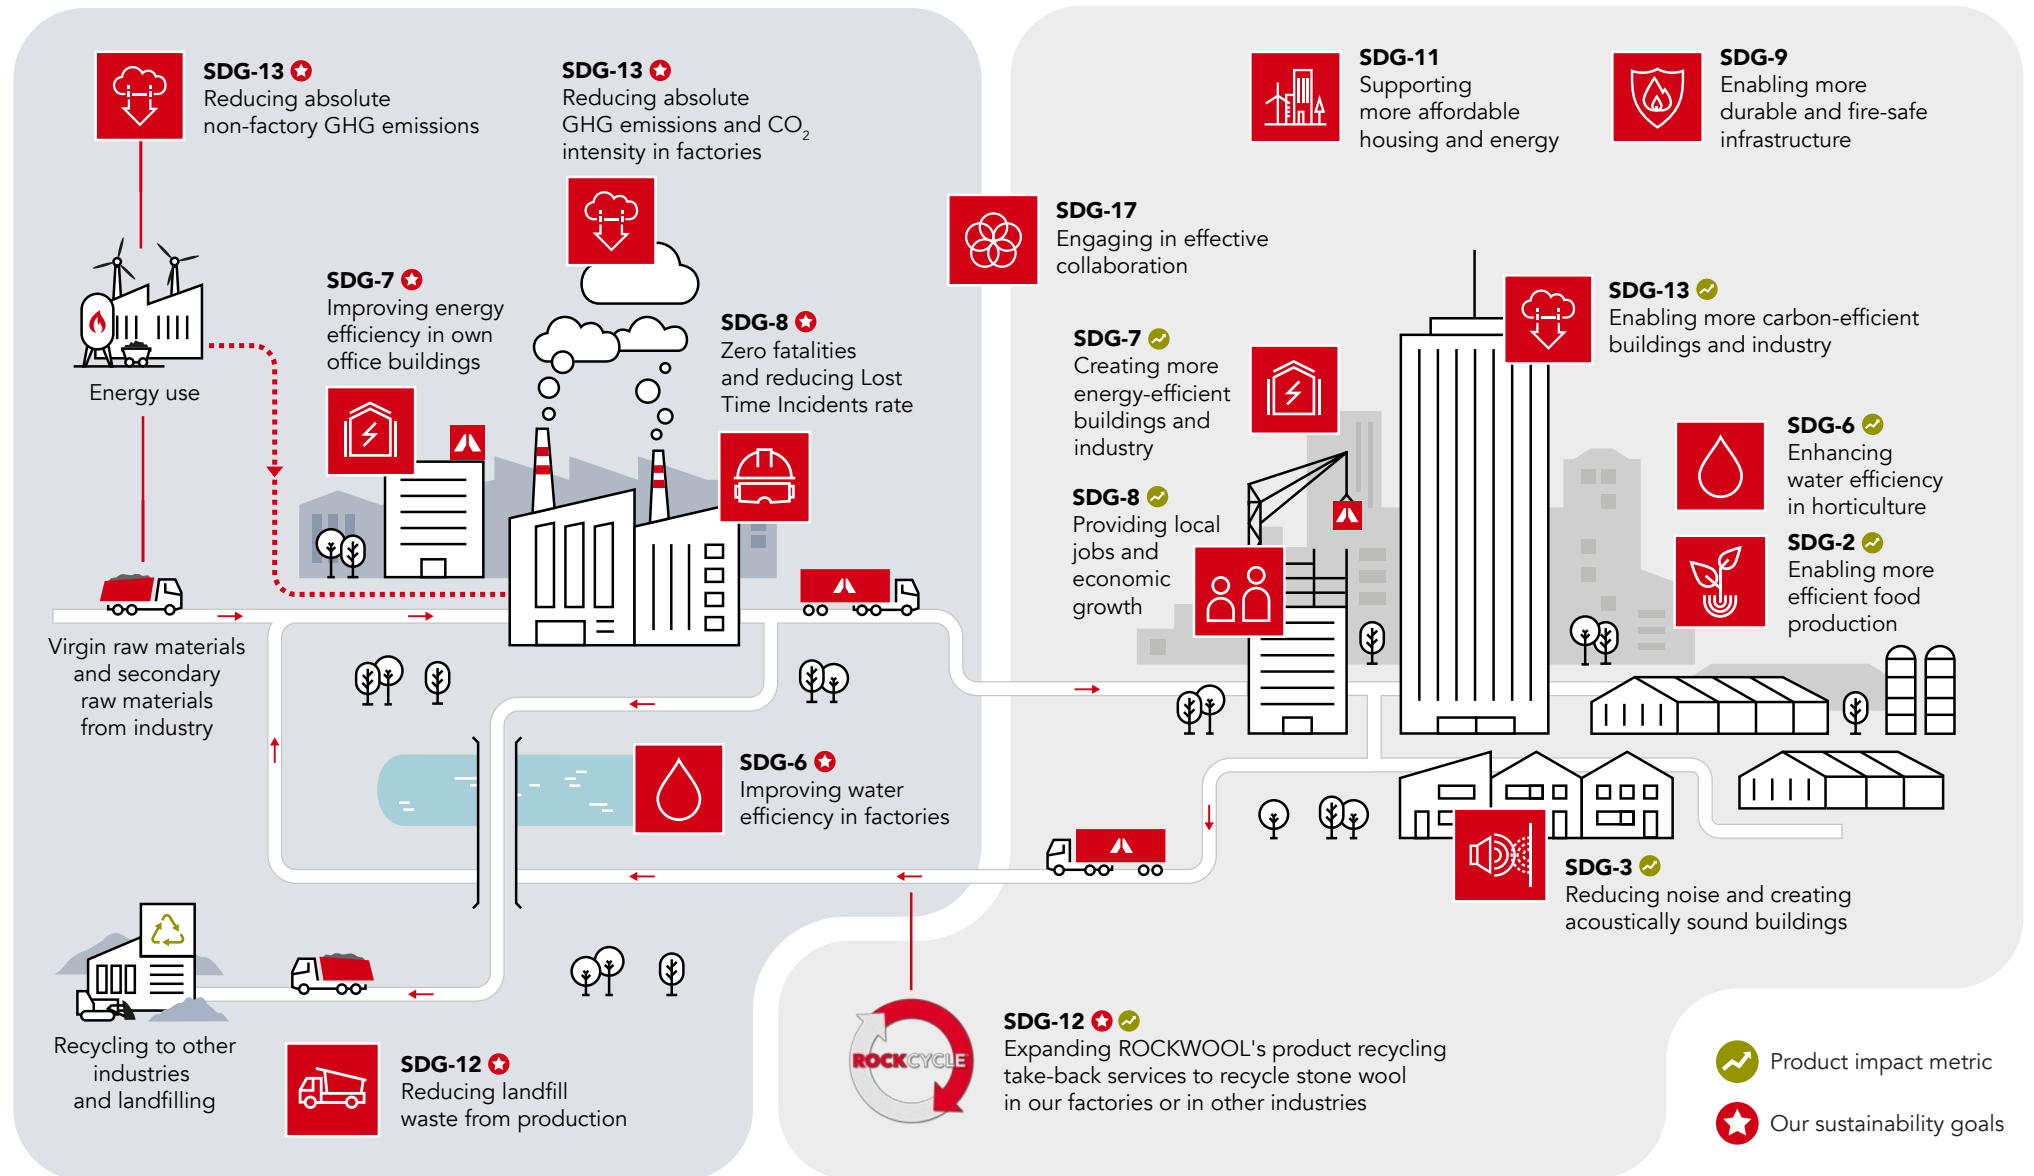 SDG-13
Reducing absolute
non-factory GHG emissions
SDG-13
Reducing absolute
GHG emissions and CO2
intensity in factories
SDG-7
Improving energy
efficiency in own
office buildings
SDG-8
Zero fatalities
and reducing Lost
Time Incidents rate
Energy use
Virgin raw materials
and secondary
raw materials
from industry
SDG-6
Improving water
efficiency in factories
Recycling to other
industries
and landfilling
SDG-12
Reducing landfill
waste from production
SDG-17
Engaging in effective
collaboration
SDG-11
Supporting
more affordable
housing and energy
SDG-9
Enabling more
durable and fire-safe
infrastructure
SDG-7
Creating more
energy-efficient
buildings and
industry
SDG-13
Enabling more carbon-efficient
buildings and industry
SDG-8
Providing local
jobs and
economic
growth
SDG-6
Enhancing
water efficiency
in horticulture
SDG-2
Enabling more
efficient food
production
SDG-3
Reducing noise and creating
acoustically sound buildings
ROCKCYCLE
SDG-12
Expanding ROCKWOOL's product recycling
take-back services to recycle stone wool
in our factories or in other industries
Product impact metric
Our sustainability goals